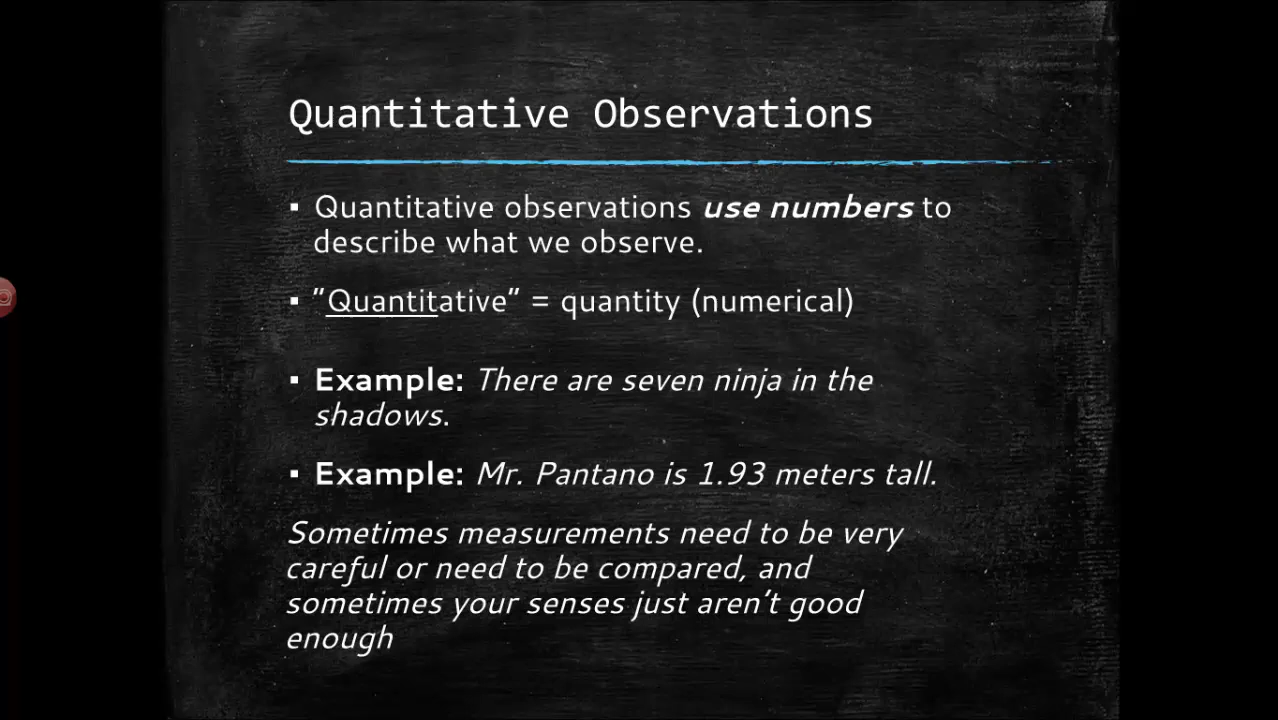 Quantitative Observations
▪ Quantitative observations use numbers to
describe what we observe.
▪ "Quantitative" = quantity (numerical)
▪ Example: There are seven ninja in the
shadows.
▪ Example: Mr. Pantano is 1.93 meters tall.
Sometimes measurements need to be very
careful or need to be compared, and
sometimes your senses just aren't good
enough